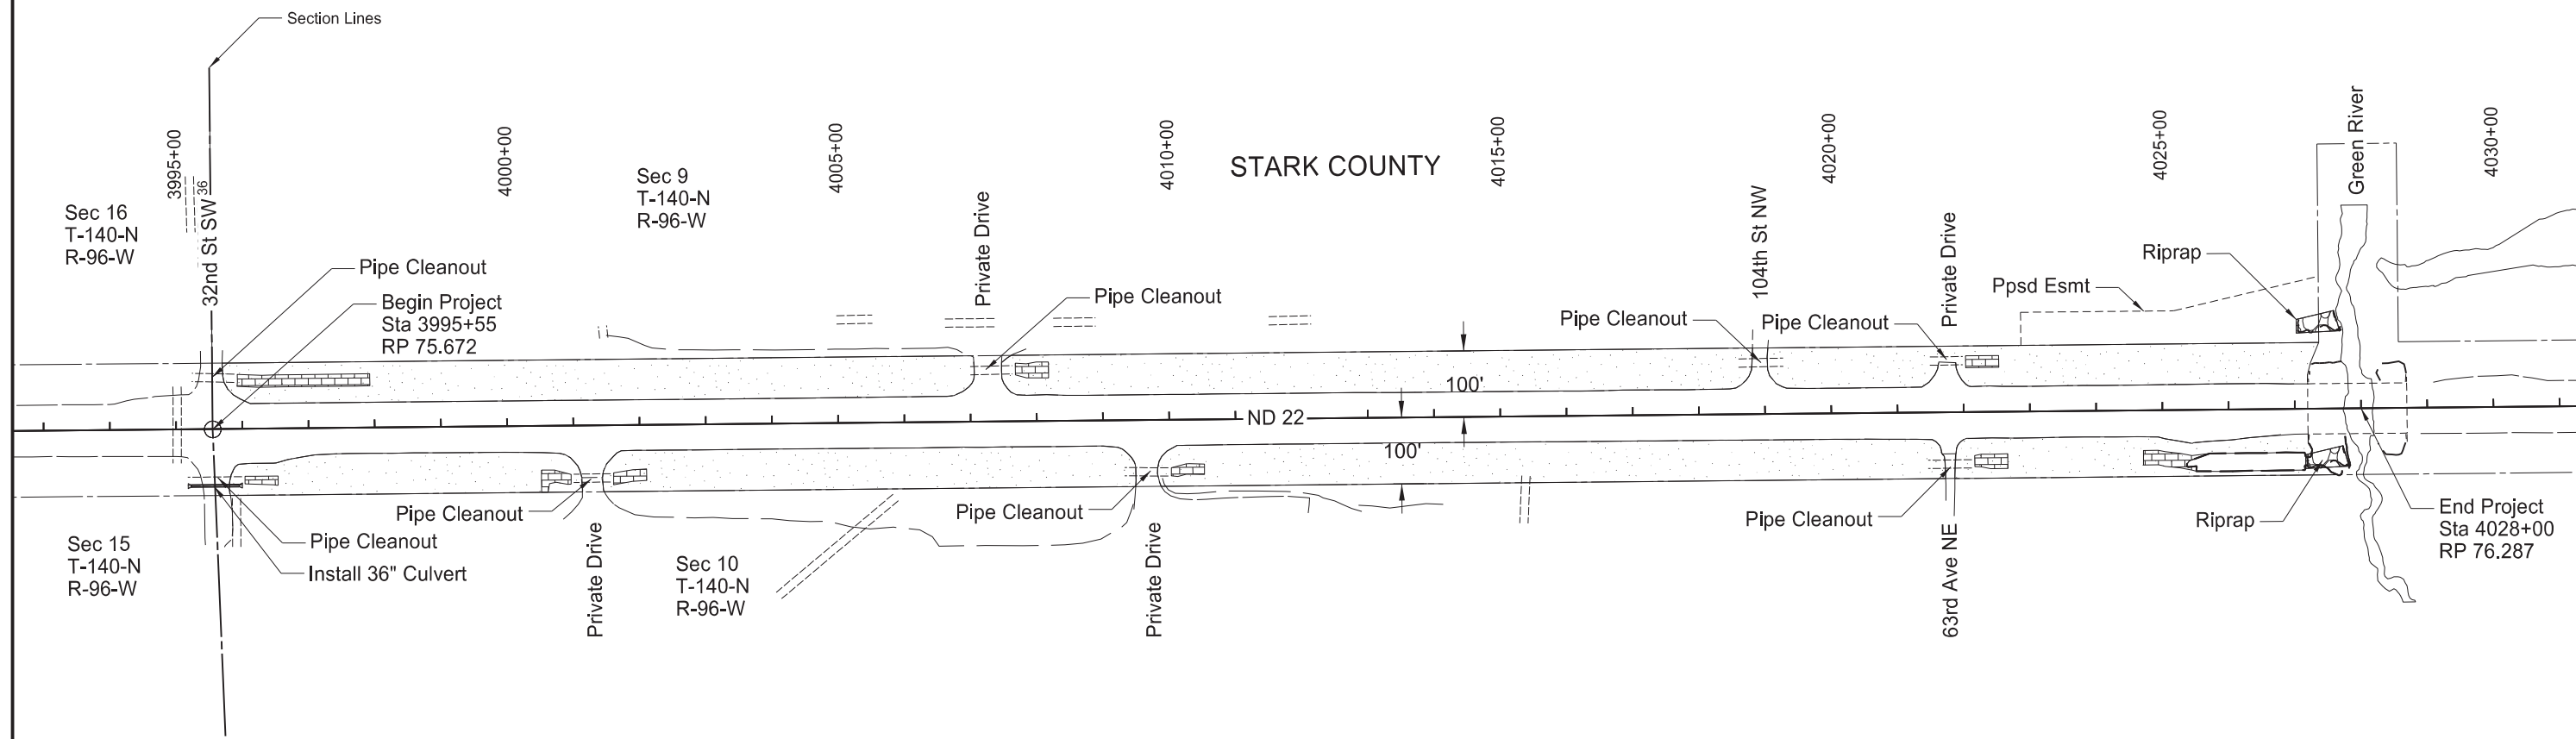 Section Lines
3995+00
4000+00
4005+00
4010+00
4015+00
4020+00
4025+00
4030+00
STARK COUNTY
Sec 16
T-140-N
R-96-W
32nd St SW
36
Sec 9
T-140-N
R-96-W
Private Drive
104th St NW
Private Drive
Green River
Pipe Cleanout
Begin Project
Sta 3995+55
RP 75.672
Pipe Cleanout
Pipe Cleanout
Pipe Cleanout
Ppsd Esmt
Riprap
100'
ND 22
100'
Pipe Cleanout
Install 36" Culvert
Pipe Cleanout
Pipe Cleanout
Pipe Cleanout
Riprap
End Project
Sta 4028+00
RP 76.287
Sec 15
T-140-N
R-96-W
Private Drive
Sec 10
T-140-N
R-96-W
Private Drive
63rd Ave NE